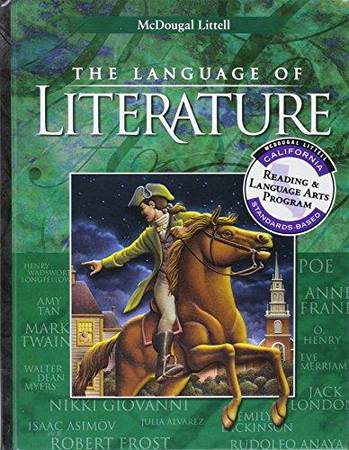 McDougal Littell
THE LANGUAGE OF
LITERATURE
MCDOUGAL LITTELL
CALIFORNIA
READING &
LANGUAGE ARTS
PROGRAM
STANDARDS-BASED
HENRY
WADSWORTH
LONGFELLOW
AMY
TAN
MARK
TWAIN
WALTER
DEAN
MYERS
POE
ANNE
FRANK
O.
HENRY
EVE
MERRIAM
JACK
LONDON
NIKKI GIOVANNI
JULIA ALVAREZ
EMILY
DICKINSON
ISAAC ASIMOV
ROBERT FROST
RUDOLFO ANAYA